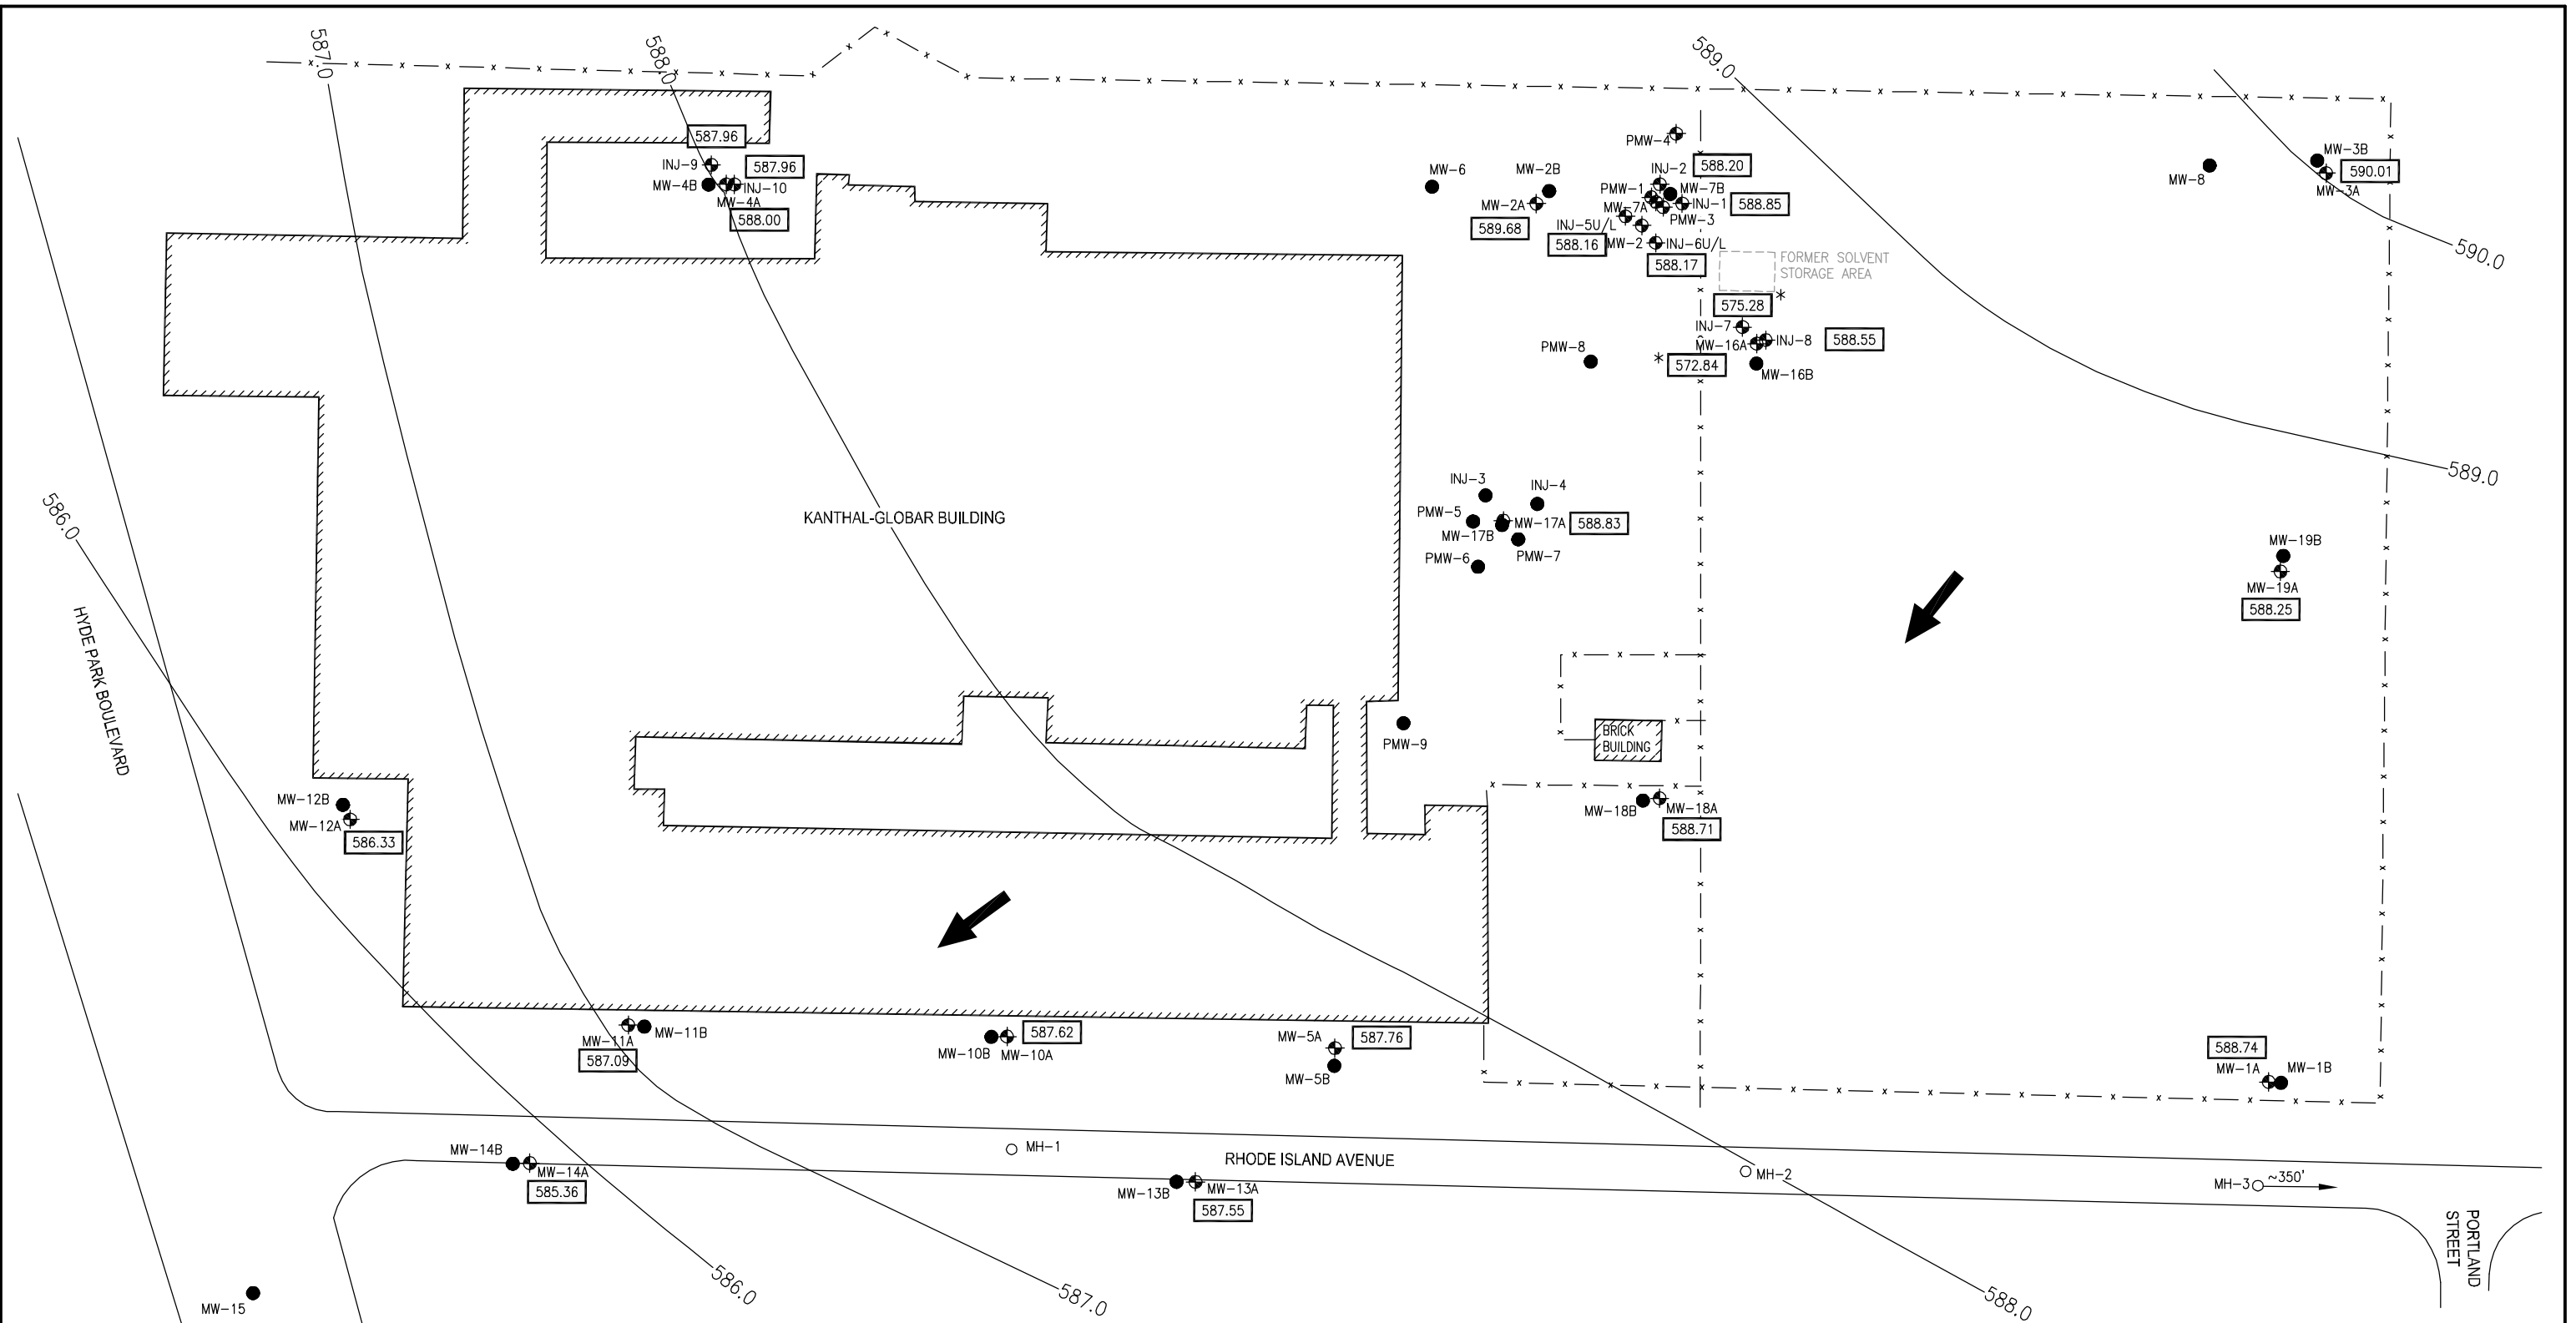 587.0
588.0
589.0
587.96
INJ-9
587.96
MW-4B
INJ-10
MW-4A
588.00
PMW-4
MW-6
MW-2B
INJ-2
588.20
PMW-1
MW-7B
MW-2A
MW-7A
INJ-1
588.85
PMW-3
589.68
INJ-5U/L
588.16
MW-2
INJ-6U/L
588.17
MW-3B
MW-8
590.01
MW-3A
590.0
FORMER SOLVENT
STORAGE AREA
575.28
*
INJ-7
MW-16A
INJ-8
588.55
PMW-8
*
572.84
MW-16B
589.0
586.0
KANTHAL-GLOBAR BUILDING
INJ-3
INJ-4
PMW-5
MW-17A
588.83
MW-17B
PMW-7
PMW-6
MW-19B
MW-19A
588.25
HYDE PARK BOULEVARD
PMW-9
BRICK
BUILDING
MW-12B
MW-12A
586.33
MW-18B
MW-18A
588.71
MW-11B
MW-11A
587.09
587.62
MW-10B
MW-10A
MW-5A
587.76
MW-5B
588.74
MW-1A
MW-1B
MW-14B
MW-14A
585.36
MH-1
RHODE ISLAND AVENUE
MW-13B
MW-13A
587.55
MH-2
MH-3
~350'
PORTLAND
STREET
MW-15
586.0
587.0
588.0